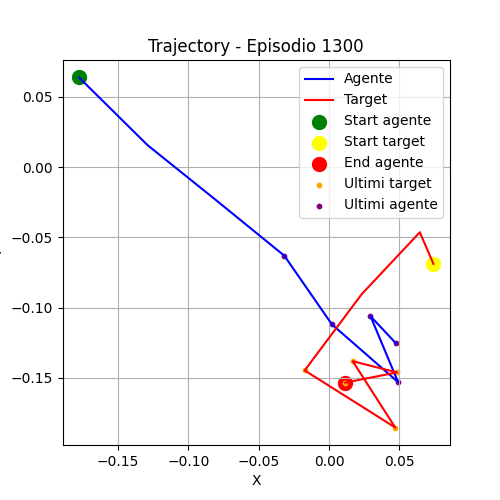 Trajectory - Episodio 1300
Agente
Target
Start agente
Start target
End agente
Ultimi target
Ultimi agente
0.05
0.00
−0.05
−0.10
−0.15
−0.15
−0.10
−0.05
0.00
0.05
X